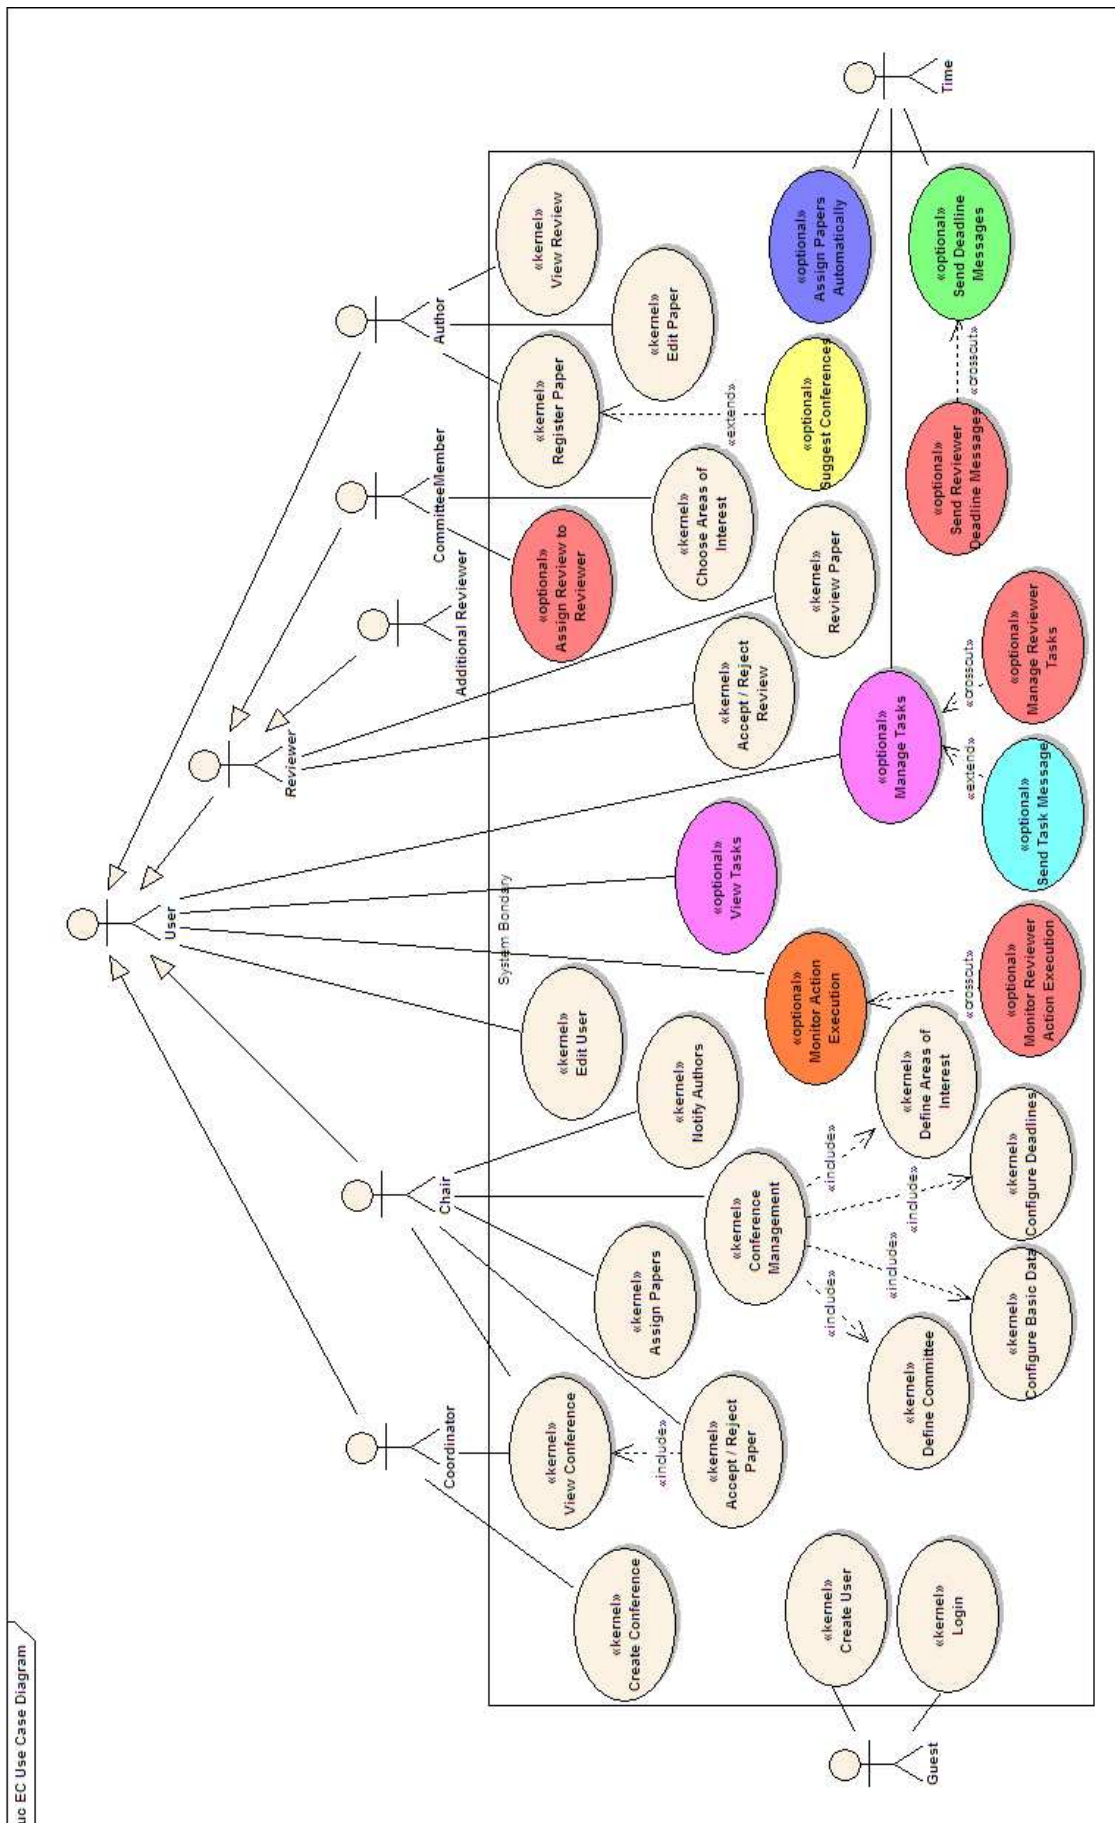 uc EC Use Case Diagram
User
Coordinator
Chair
Reviewer
Additional Reviewer
CommitteeMember
Author
System Bondary
«kernel»
Create Conference
«kernel»
View Conference
«include»
«kernel»
Accept / Reject
Paper
«kernel»
Assign Papers
«kernel»
Notify Authors
«kernel»
Edit User
«optional»
View Tasks
«kernel»
Accept / Reject
Review
«kernel»
Review Paper
«optional»
Assign Review to
Reviewer
«kernel»
Choose Areas of
Interest
«kernel»
Register Paper
«kernel»
View Review
«kernel»
Edit Paper
«extend»
«optional»
Suggest Conferences
«optional»
Assign Papers
Automatically
«kernel»
Conference
Management
«include»
«include»
«include»
«include»
«kernel»
Define Committee
«kernel»
Configure Basic Data
«kernel»
Configure Deadlines
«kernel»
Define Areas of
Interest
«optional»
Monitor Action
Execution
«crosscut»
«optional»
Monitor Reviewer
Action Execution
«optional»
Manage Tasks
«extend»
«crosscut»
«optional»
Send Task Message
«optional»
Manage Reviewer
Tasks
«optional»
Send Reviewer
Deadline Messages
«crosscut»
«optional»
Send Deadline
Messages
Time
«kernel»
Create User
«kernel»
Login
Guest